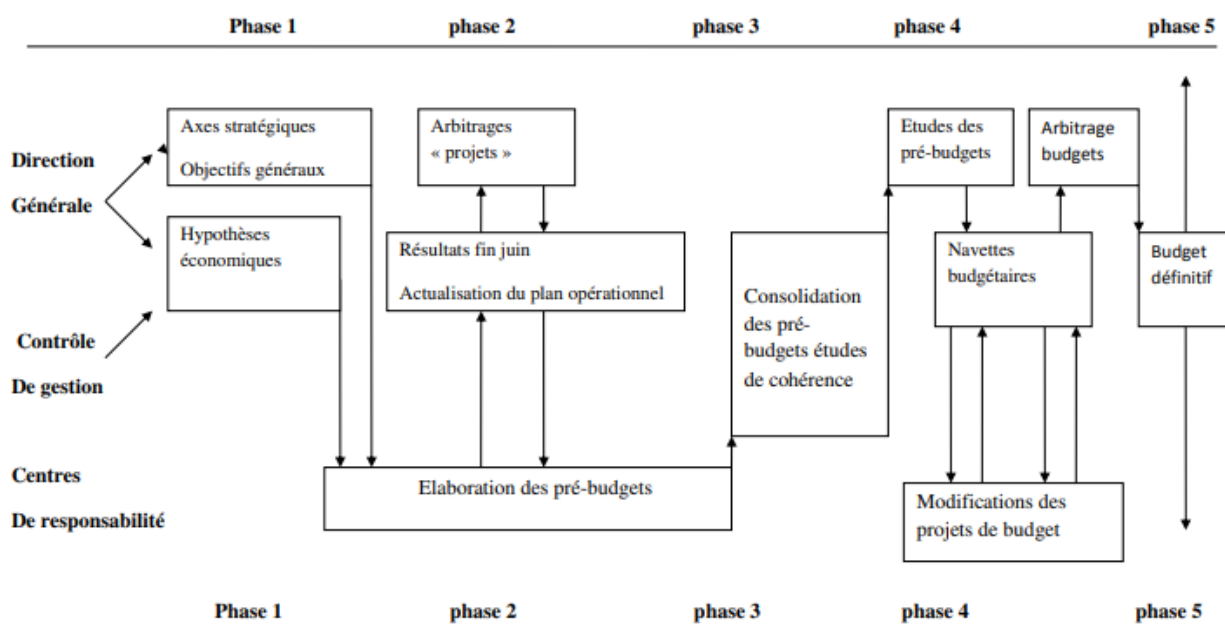 Phase 1 phase 2 phase 3 phase 4 phase 5
Axes stratégiques
Objectifs généraux
Arbitrages
« projets »
Etudes des
pré-budgets
Arbitrage
budgets
Direction
Générale
Hypothèses
économiques
Résultats fin juin
Actualisation du plan opérationnel
Consolidation
des pré-
budgets études
de cohérence
Navettes
budgétaires
Budget
définitif
Contrôle
De gestion
Centres
De responsabilité
Elaboration des pré-budgets
Modifications des
projets de budget
Phase 1 phase 2 phase 3 phase 4 phase 5